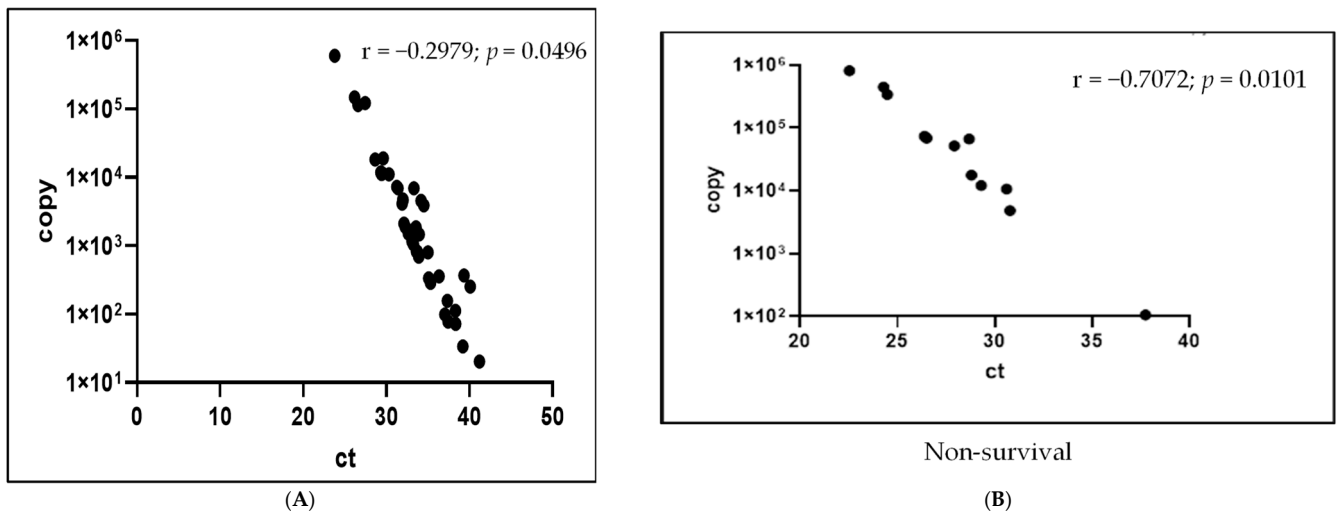 r = −0.2979; p = 0.0496
1×10⁶
1×10⁵
1×10⁴
1×10³
1×10²
1×10¹
copy
0 10 20 30 40 50
ct
(A)
r = −0.7072; p = 0.0101
1×10⁶
1×10⁵
1×10⁴
1×10³
1×10²
copy
20 25 30 35 40
ct
Non-survival
(B)